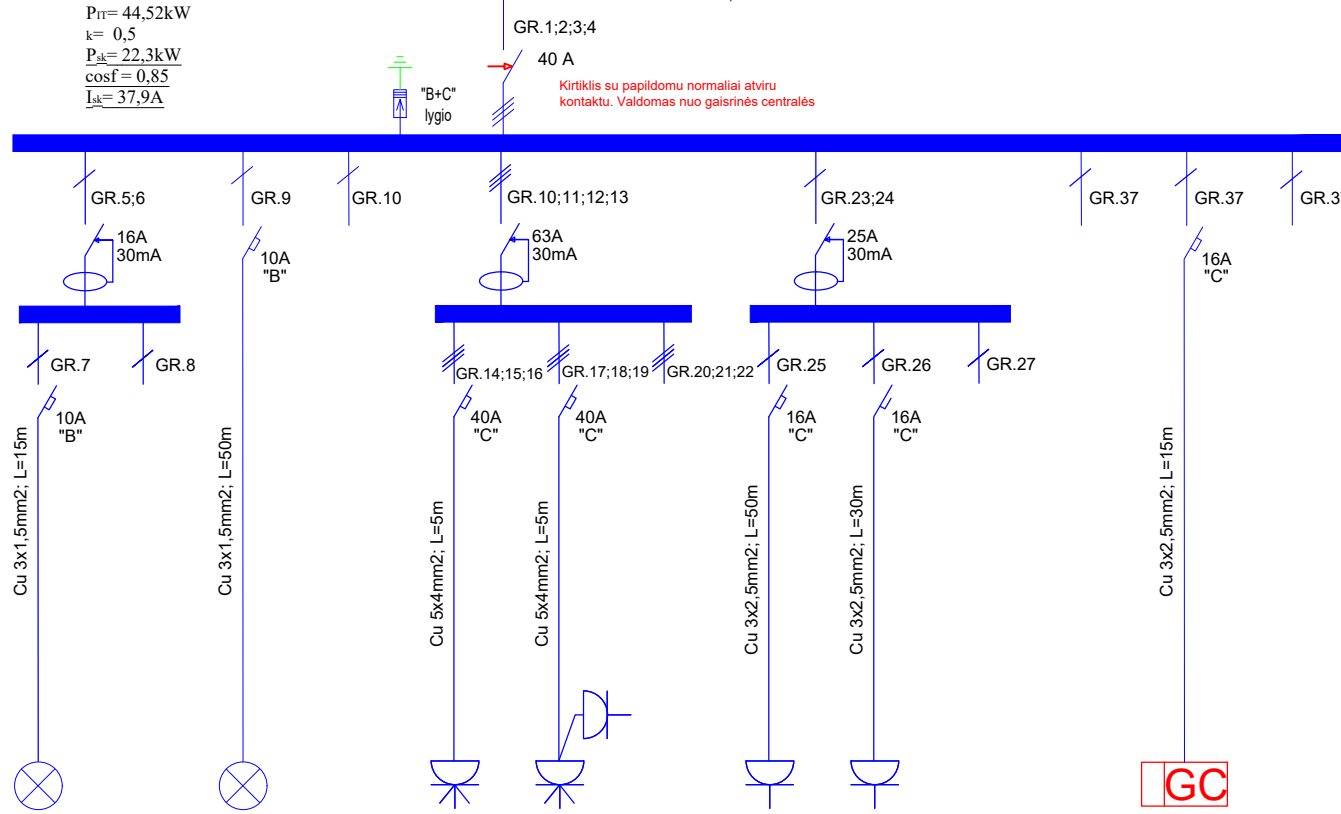 PIT= 44,52kW
k= 0,5
Psk= 22,3kW
cosf = 0,85
Isk= 37,9A
GR.1;2;3;4
40 A
Kirtiklis su papildomu normaliai atviru
kontaktu. Valdomas nuo gaisrinės centralės
"B+C"
lygio
GR.5;6
GR.9
GR.10
GR.10;11;12;13
GR.23;24
GR.37
GR.37
16A
30mA
10A
"B"
63A
30mA
25A
30mA
16A
"C"
GR.7
GR.8
GR.14;15;16
GR.17;18;19
GR.20;21;22
GR.25
GR.26
GR.27
10A
"B"
40A
"C"
40A
"C"
16A
"C"
16A
"C"
Cu 3x1,5mm2; L=15m
Cu 3x1,5mm2; L=50m
Cu 5x4mm2; L=5m
Cu 5x4mm2; L=5m
Cu 3x2,5mm2; L=50m
Cu 3x2,5mm2; L=30m
Cu 3x2,5mm2; L=15m
GC